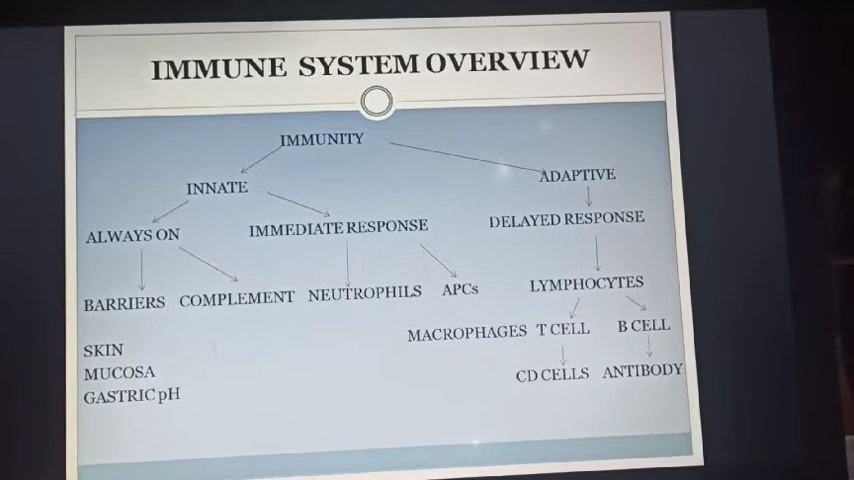 IMMUNE SYSTEM OVERVIEW
IMMUNITY
INNATE
ADAPTIVE
ALWAYS ON
IMMEDIATE RESPONSE
DELAYED RESPONSE
BARRIERS COMPLEMENT NEUTROPHILS APCs
LYMPHOCYTES
MACROPHAGES T CELL B CELL
SKIN
MUCOSA
GASTRIC pH
CD CELLS ANTIBODY